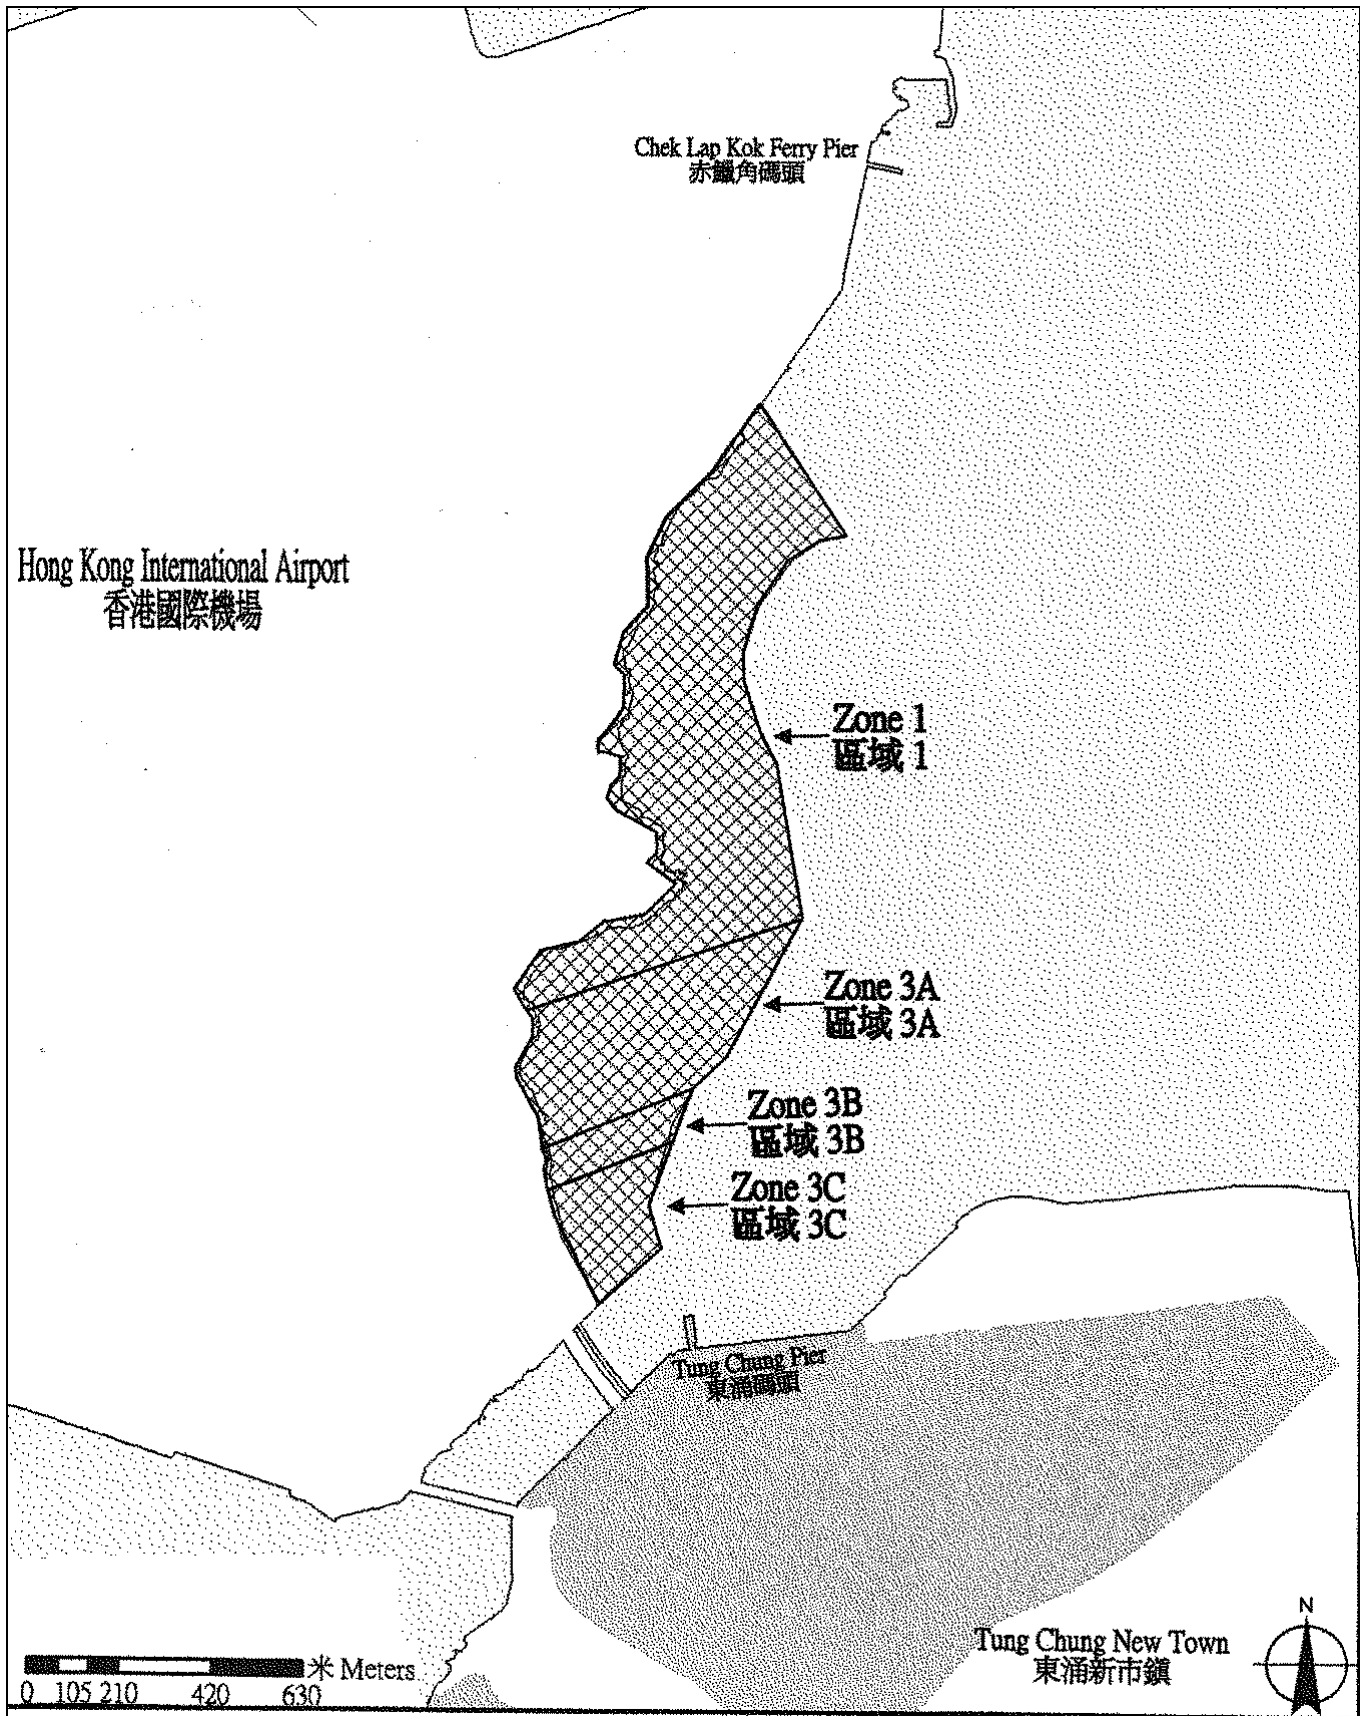 Chek Lap Kok Ferry Pier
赤鱲角碼頭
Hong Kong International Airport
香港國際機場
Zone 1
區域 1
Zone 3A
區域 3A
Zone 3B
區域 3B
Zone 3C
區域 3C
Tung Chung Pier
東涌碼頭
Tung Chung New Town
東涌新市鎮
N
米 Meters
0 105 210 420 630